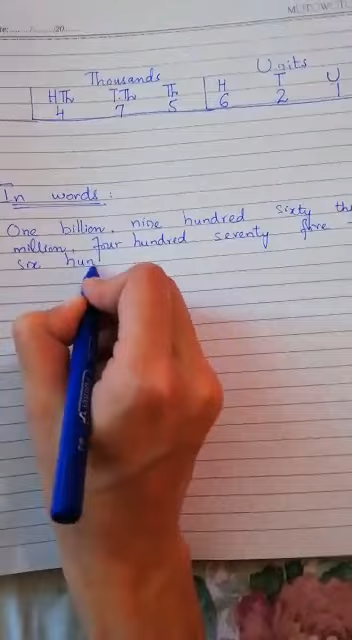 20
Thousands Units
H Th T.Th Th H T U
4 7 5 6 2 1
In words:
One billion, nine hundred sixty
million, four hundred seventy five
six hun